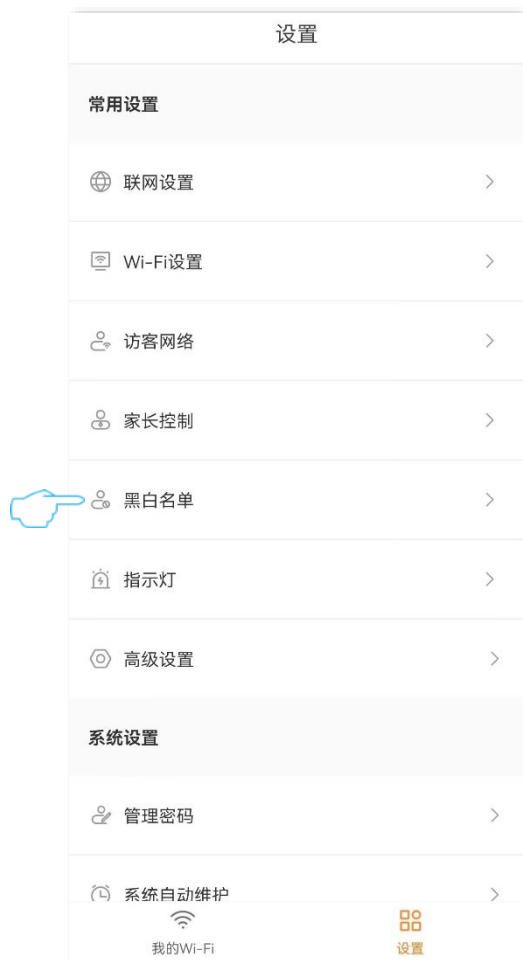 设置
常用设置
联网设置
Wi-Fi设置
访客网络
家长控制
黑白名单
指示灯
高级设置
系统设置
管理密码
系统自动维护
我的Wi-Fi
设置